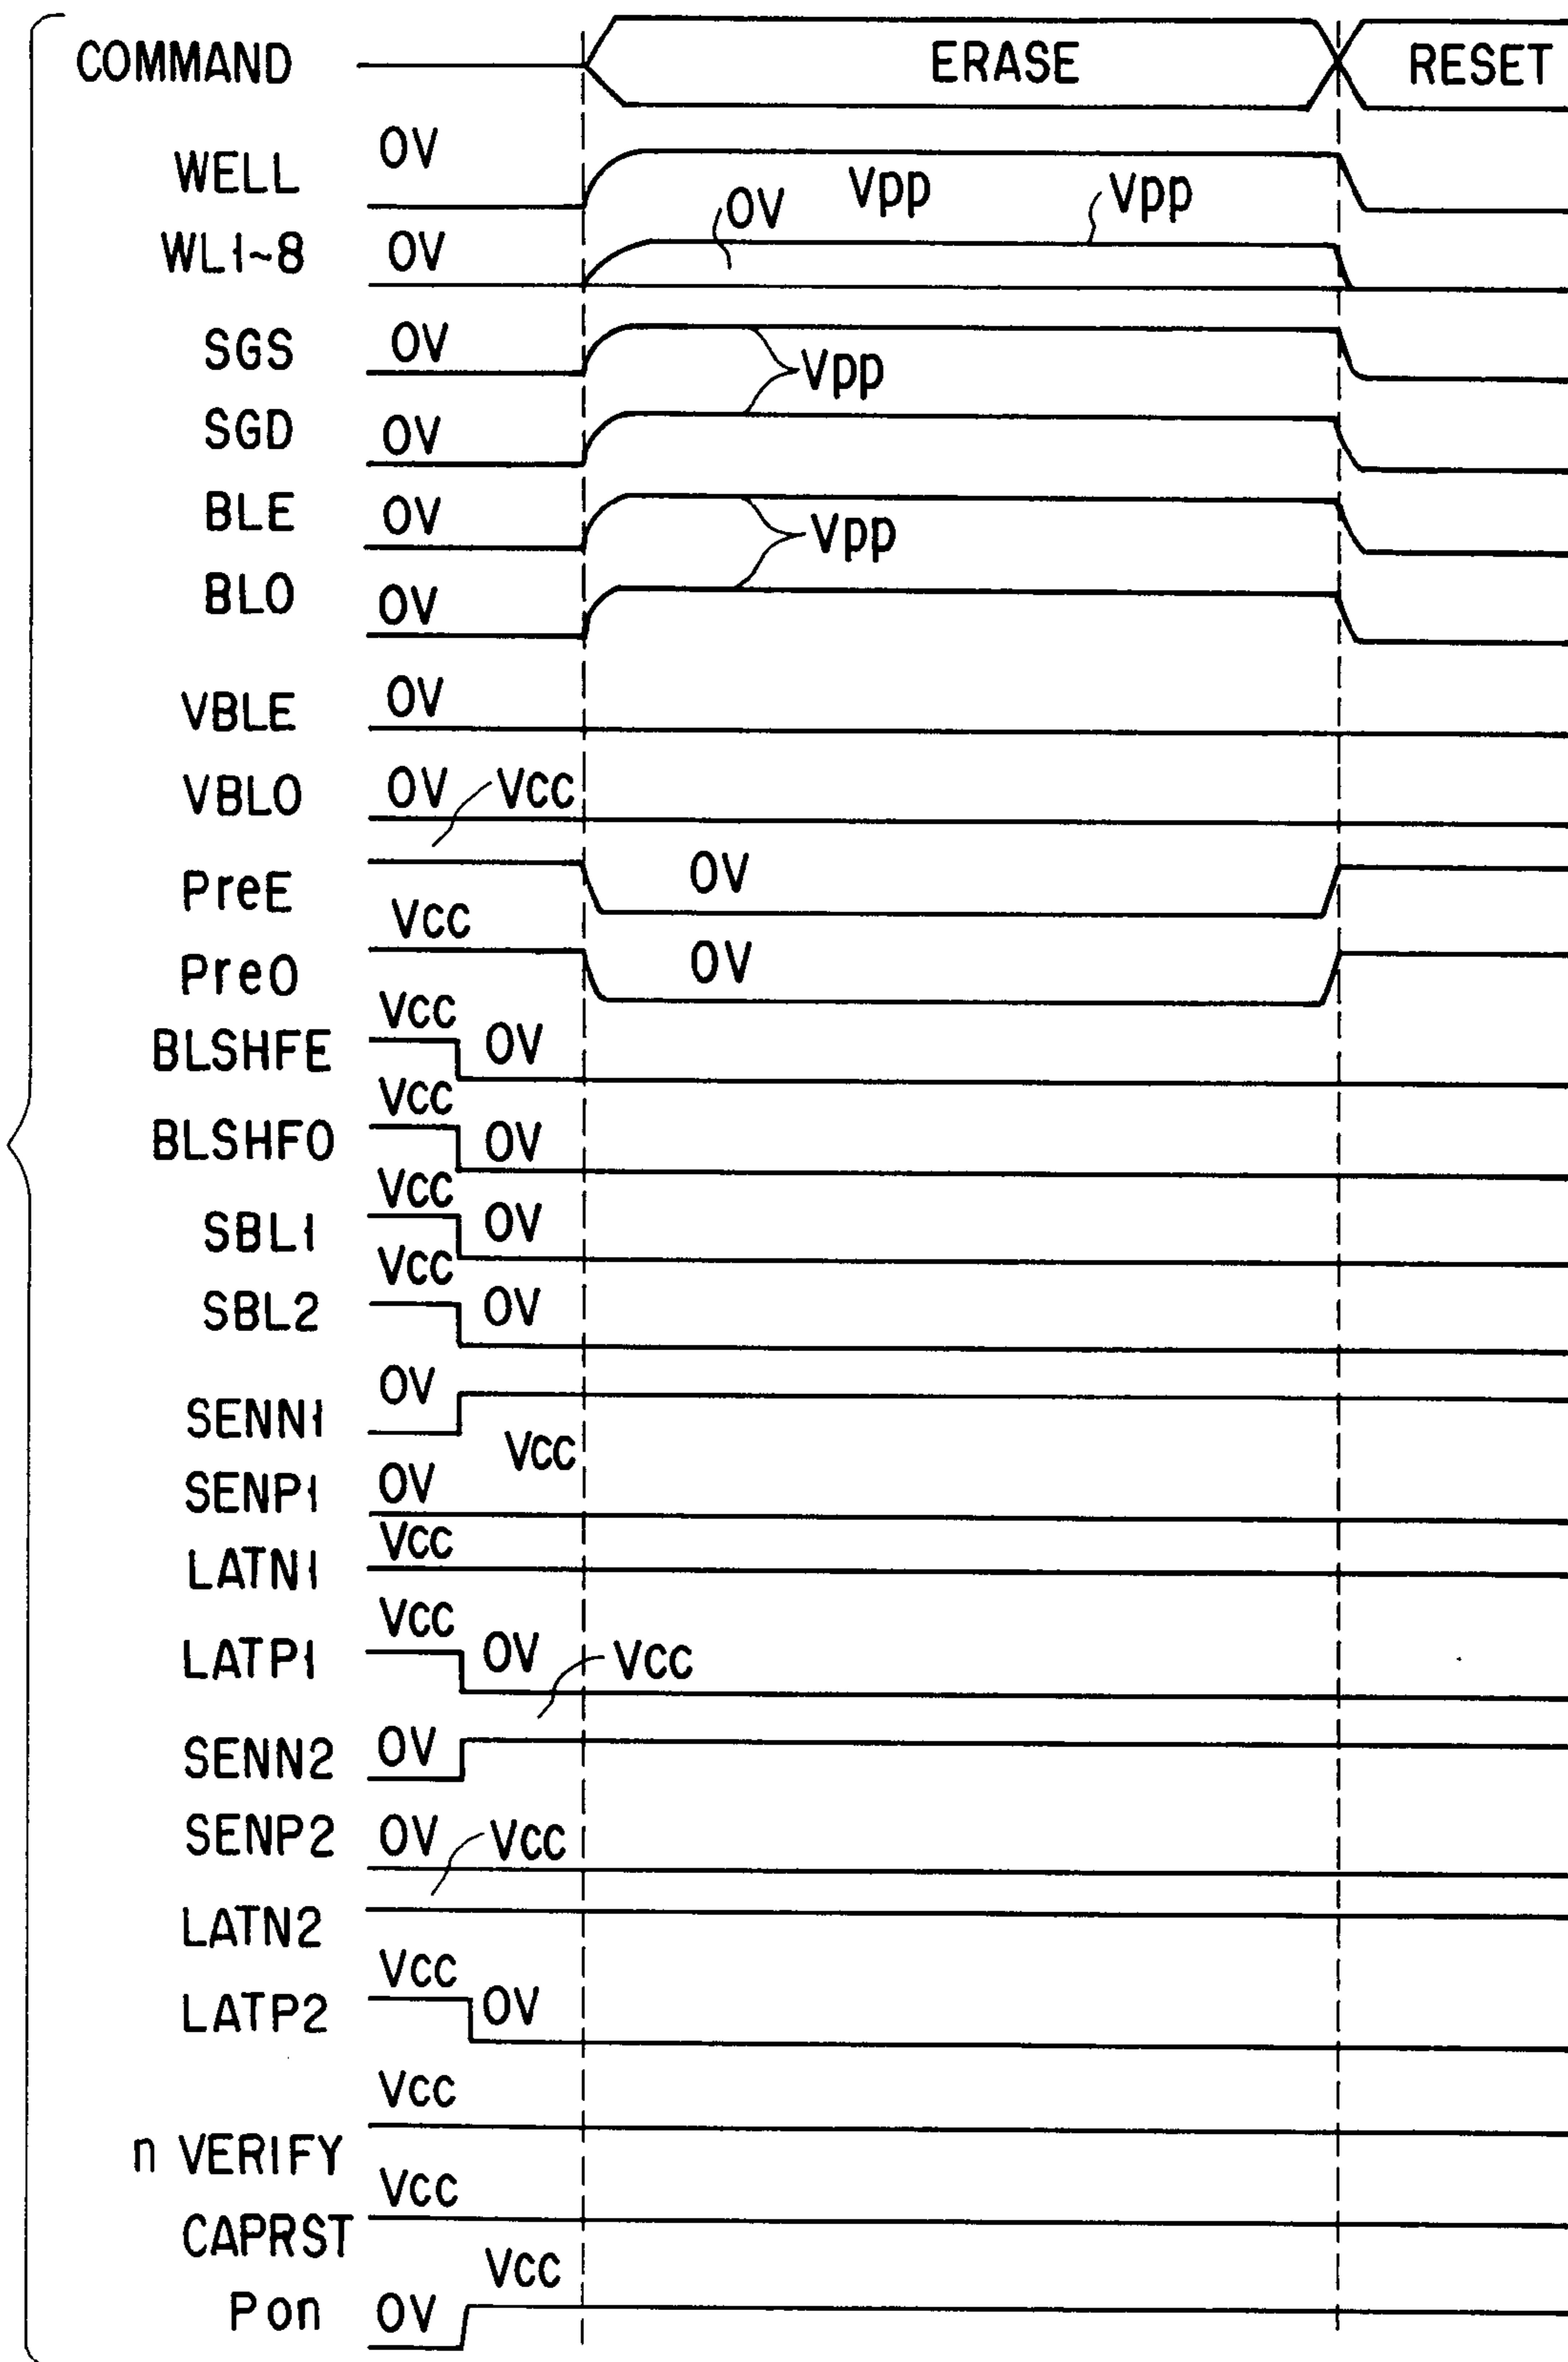 COMMAND ERASE RESET
WELL 0V Vpp
WL1~8 0V 0V Vpp
SGS 0V Vpp
SGD 0V
BLE 0V Vpp
BLO 0V
VBLE 0V
VBLO 0V Vcc
PreE 0V
PreO Vcc 0V
BLSHFE Vcc 0V
BLSHFO Vcc 0V
SBL1 Vcc 0V
SBL2 Vcc 0V
SENN1 0V Vcc
SENP1 0V
LATN1 Vcc
LATP1 Vcc 0V Vcc
SENN2 0V
SENP2 0V Vcc
LATN2
LATP2 Vcc 0V
n VERIFY Vcc
CAPRST Vcc
Pon 0V Vcc